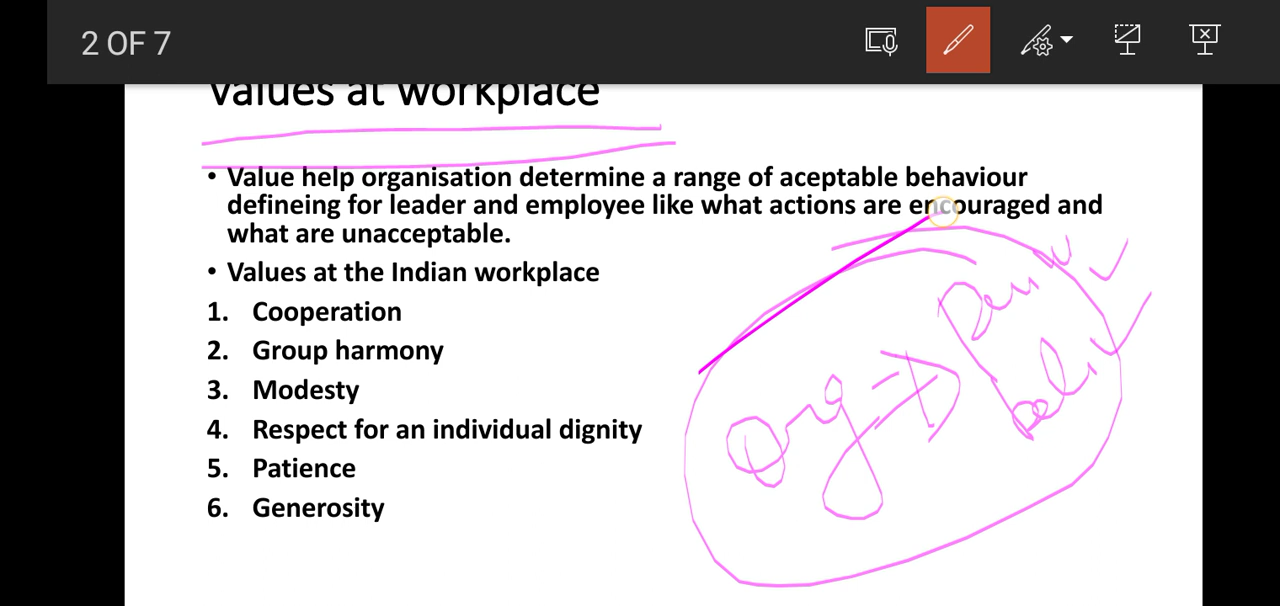 2 OF 7
Values at workplace
• Value help organisation determine a range of aceptable behaviour
defineing for leader and employee like what actions are encouraged and
what are unacceptable.
• Values at the Indian workplace
1. Cooperation
2. Group harmony
3. Modesty
4. Respect for an individual dignity
5. Patience
6. Generosity
Org